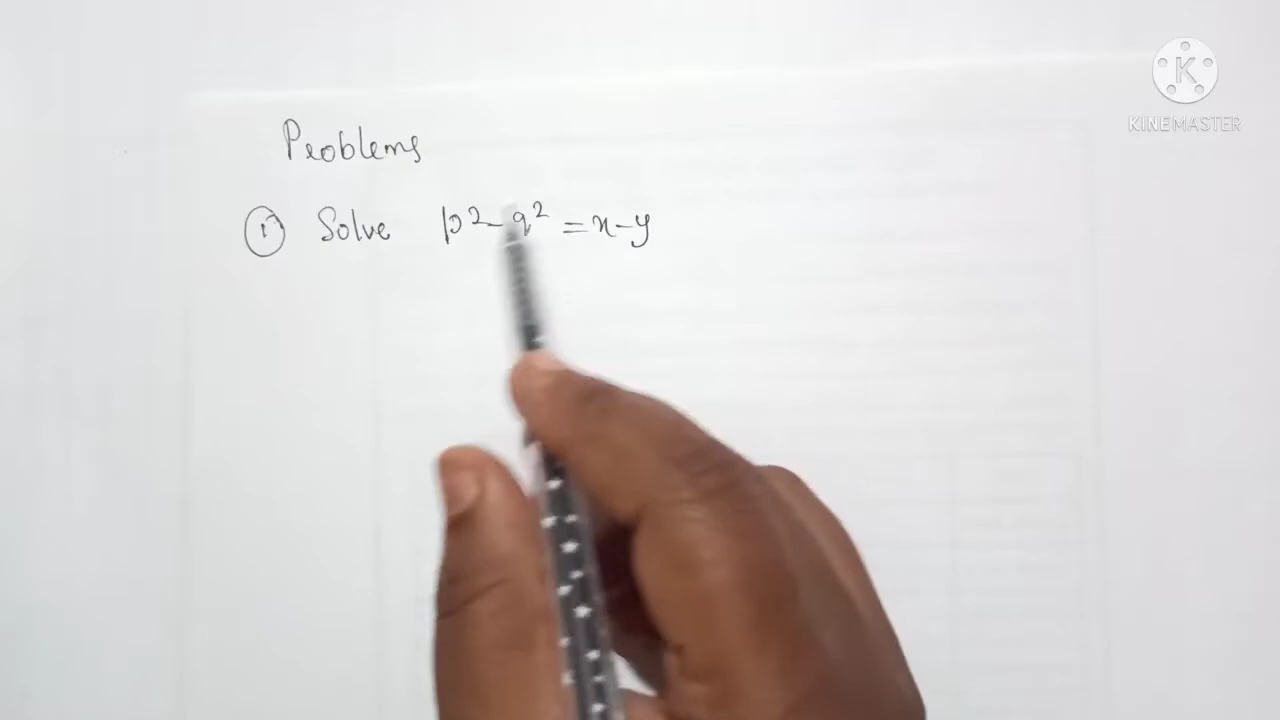 Problems
① Solve p²-q² = x-y
K
KINEMASTER